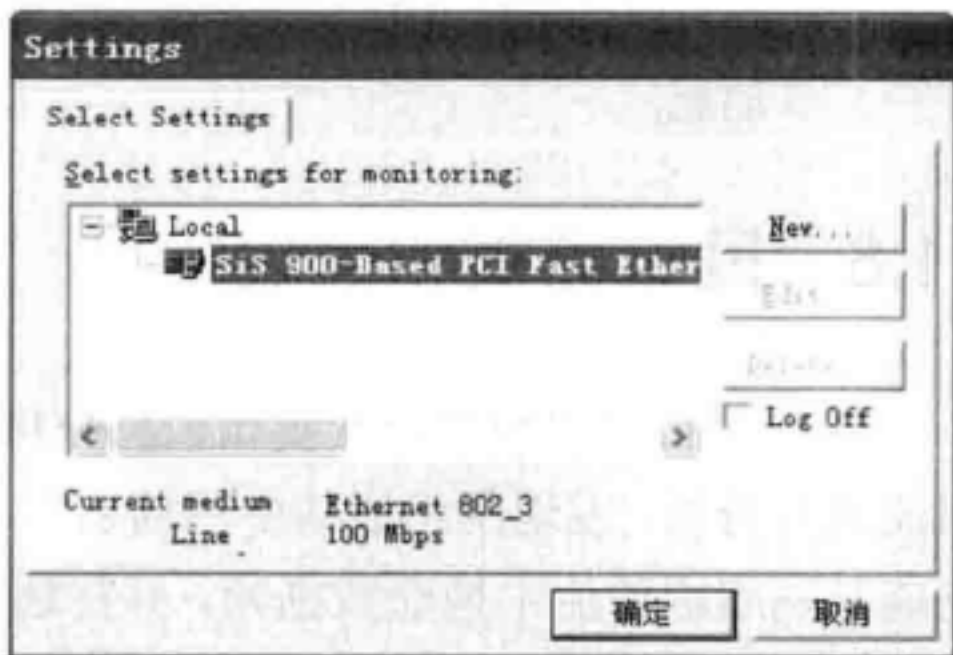 Settings
Select Settings
Select settings for monitoring:
Local
New...
SiS 900-Based PCI Fast Ether
Log Off
Current medium Ethernet 802_3
Line 100 Mbps
确定 取消